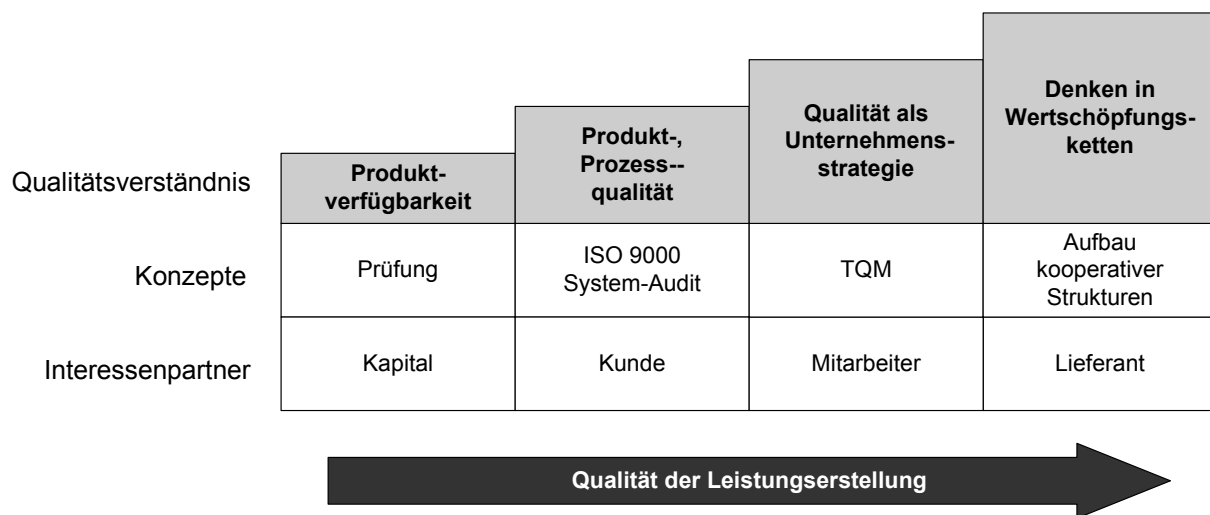 Qualitätsverständnis
Produkt-
verfügbarkeit
Produkt-,
Prozess--
qualität
Qualität als
Unternehmens-
strategie
Denken in
Wertschöpfungs-
ketten
Konzepte
Prüfung
ISO 9000
System-Audit
TQM
Aufbau
kooperativer
Strukturen
Interessenpartner
Kapital
Kunde
Mitarbeiter
Lieferant
Qualität der Leistungserstellung